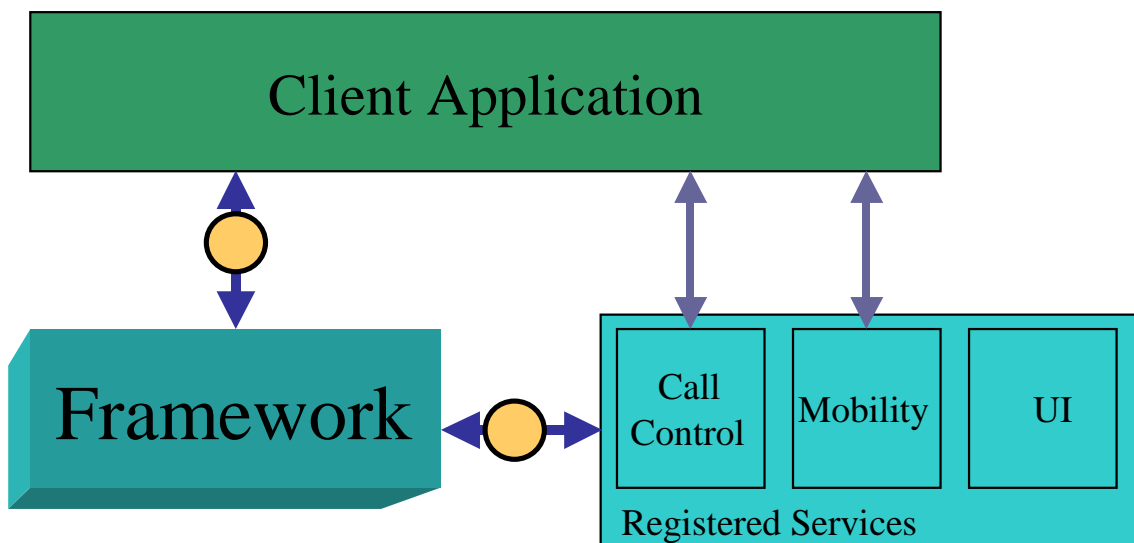 Client Application
Framework
Call
Control
Mobility
UI
Registered Services